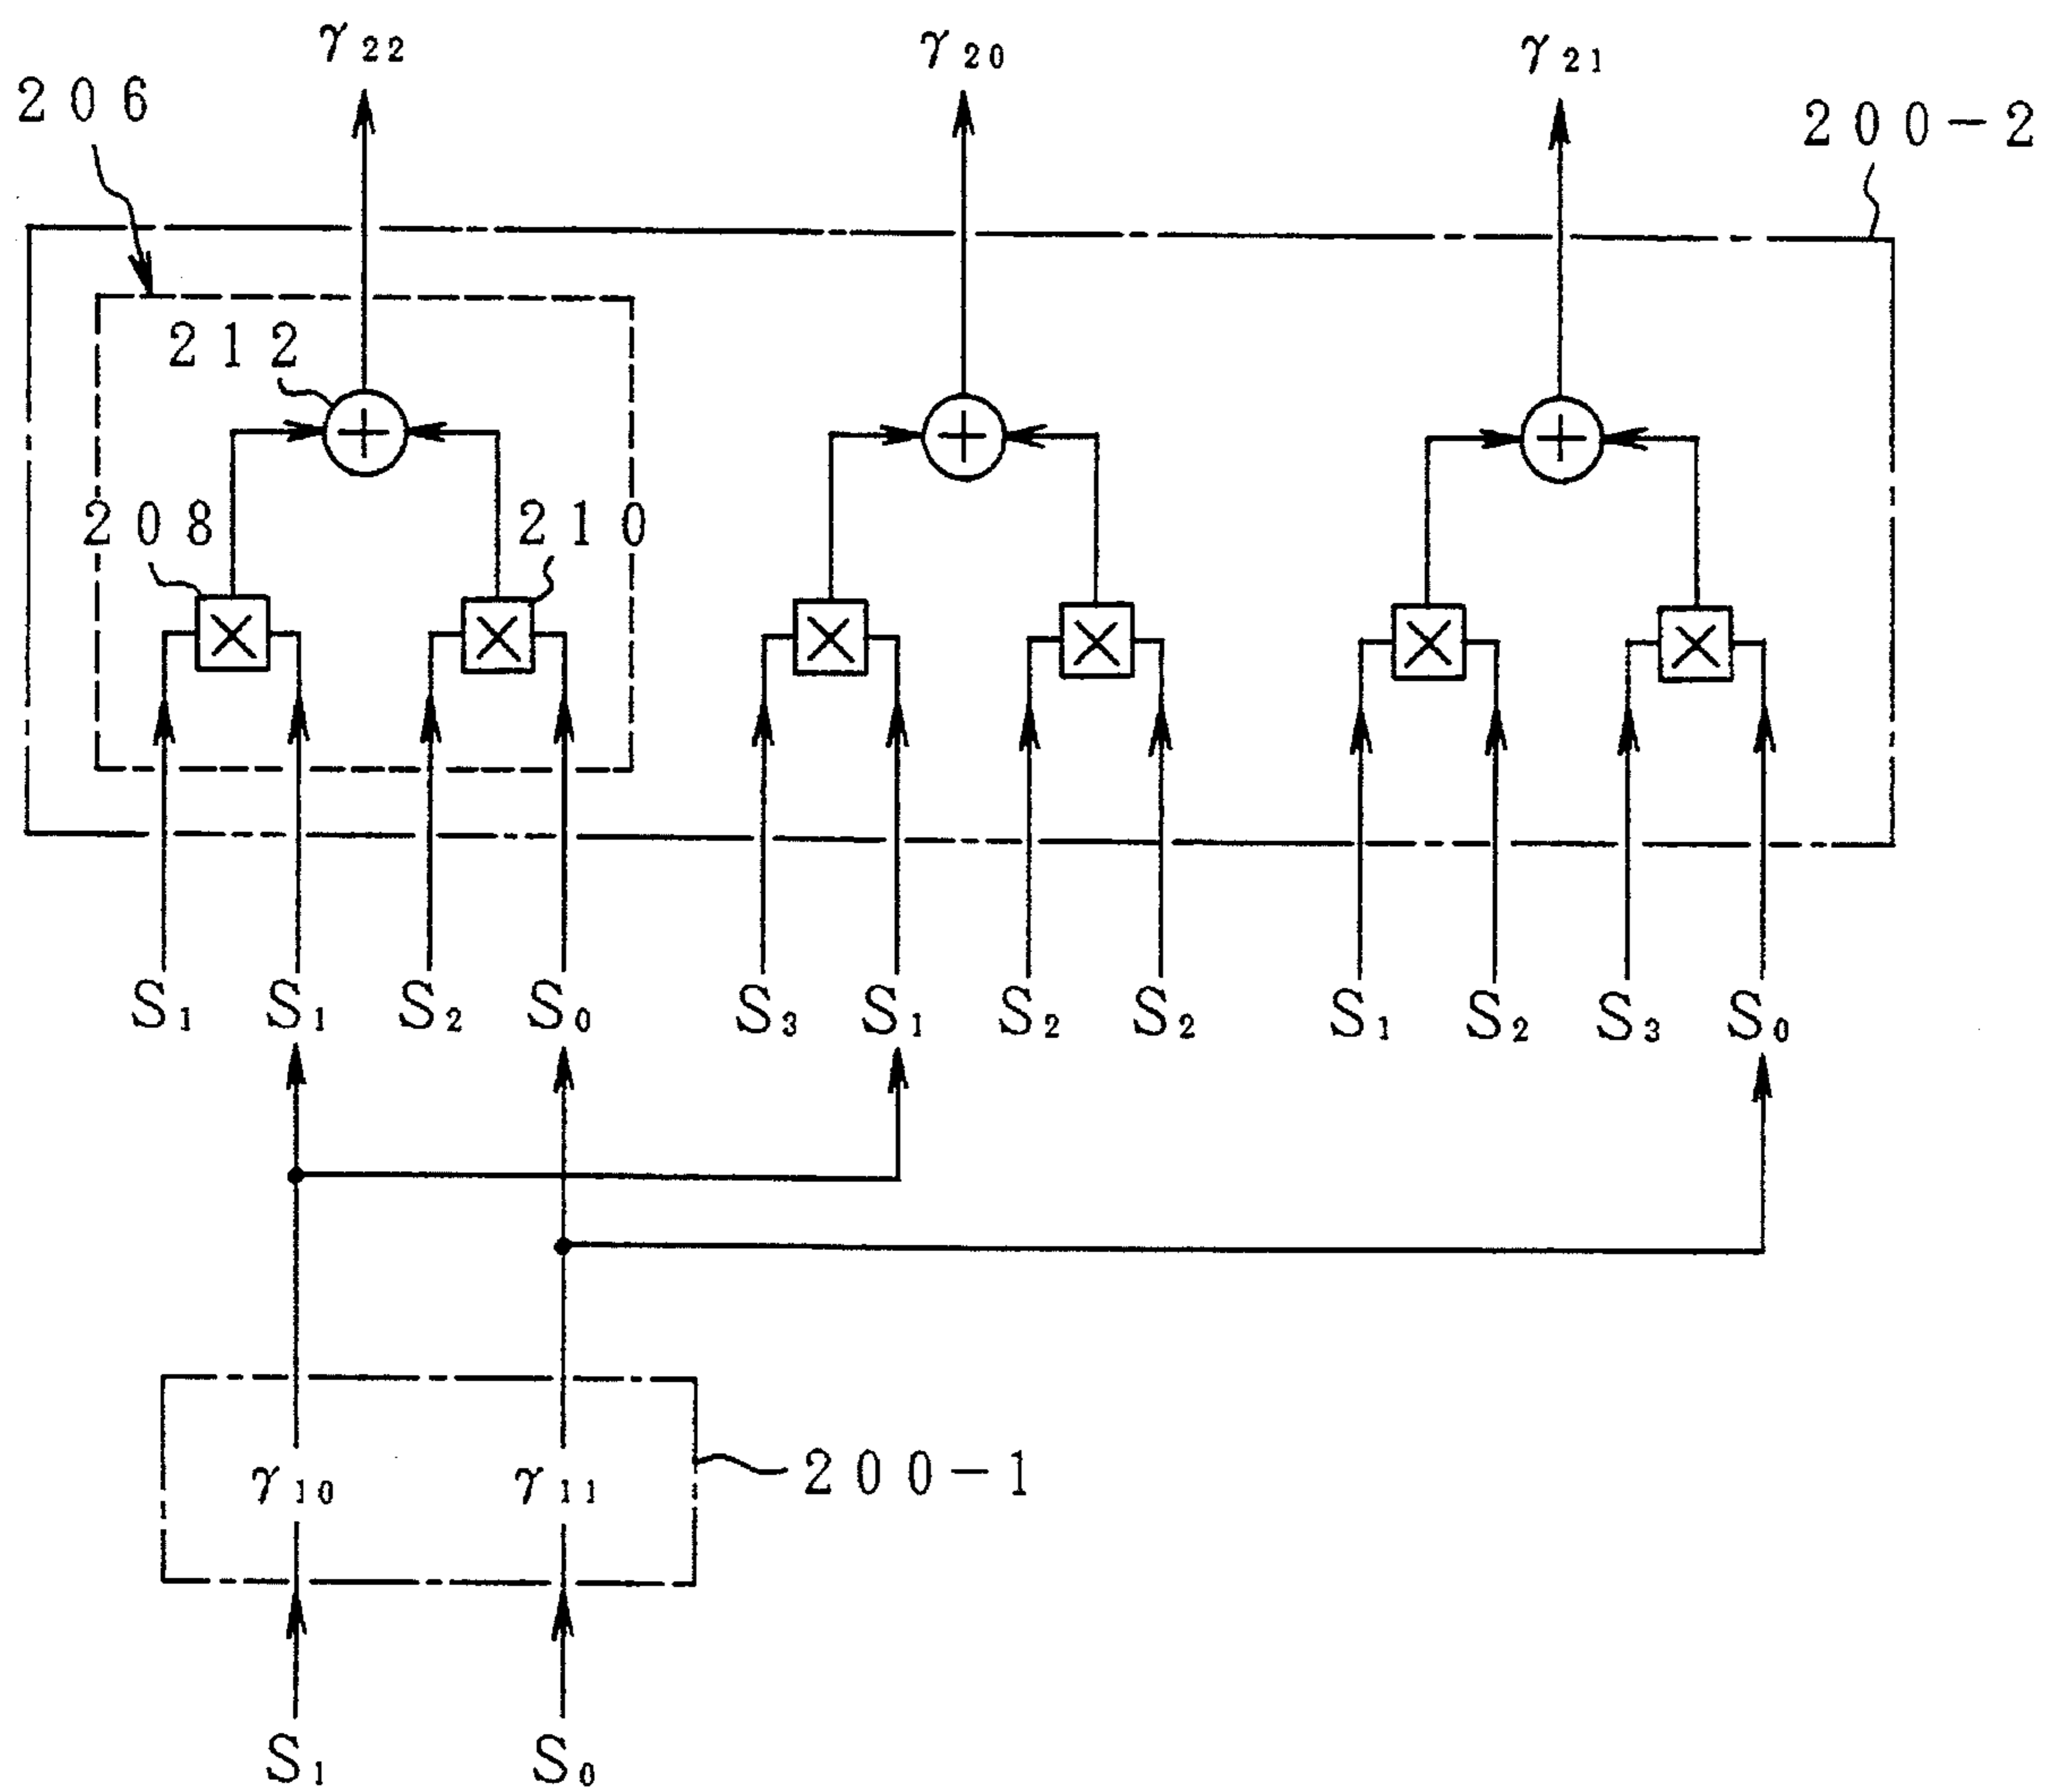 γ₂₂ γ₂₀ γ₂₁
206 200-2
212
208 210
S₁ S₁ S₂ S₀ S₃ S₁ S₂ S₂ S₁ S₂ S₃ S₀
γ₁₀ γ₁₁ 200-1
S₁ S₀